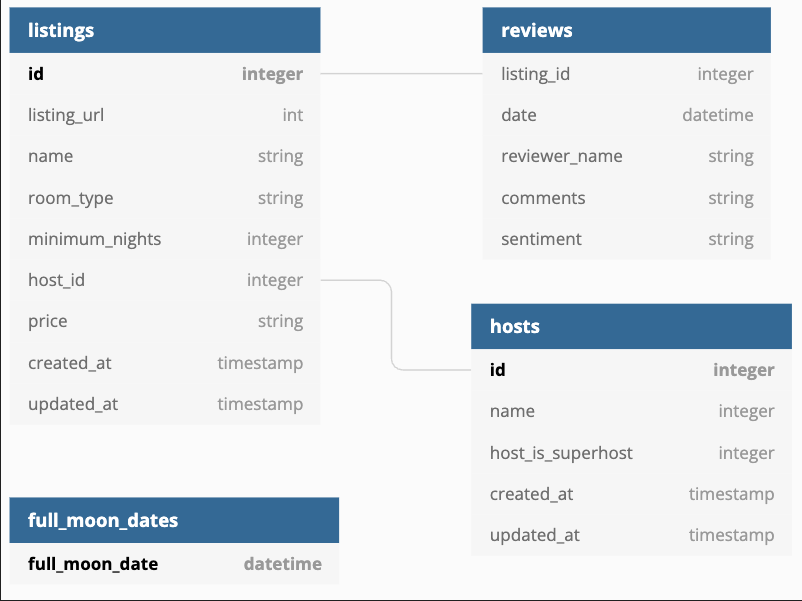 listings
id integer
listing_url int
name string
room_type string
minimum_nights integer
host_id integer
price string
created_at timestamp
updated_at timestamp
reviews
listing_id integer
date datetime
reviewer_name string
comments string
sentiment string
hosts
id integer
name integer
host_is_superhost integer
created_at timestamp
updated_at timestamp
full_moon_dates
full_moon_date datetime